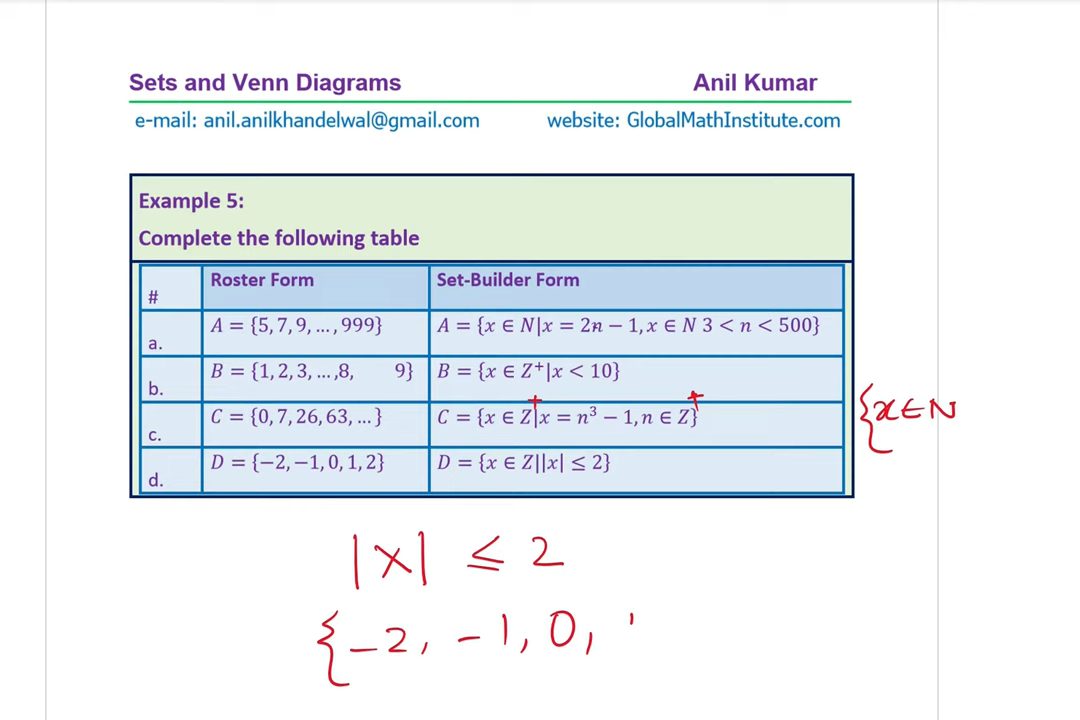 Sets and Venn Diagrams Anil Kumar
e-mail: anil.anilkhandelwal@gmail.com website: GlobalMathInstitute.com
Example 5:
Complete the following table
# Roster Form Set-Builder Form
a. A = {5, 7, 9, ..., 999} A = {x ∈ N|x = 2n − 1, x ∈ N 3 < n < 500}
b. B = {1, 2, 3, ...,8, 9} B = {x ∈ Z⁺|x < 10}
c. C = {0, 7, 26, 63, ...} C = {x ∈ Z⁺|x = n³ − 1, n ∈ Z⁺}
{x ∈ N
d. D = {−2, −1, 0, 1, 2} D = {x ∈ Z||x| ≤ 2}
|x| ≤ 2
{−2, −1, 0,